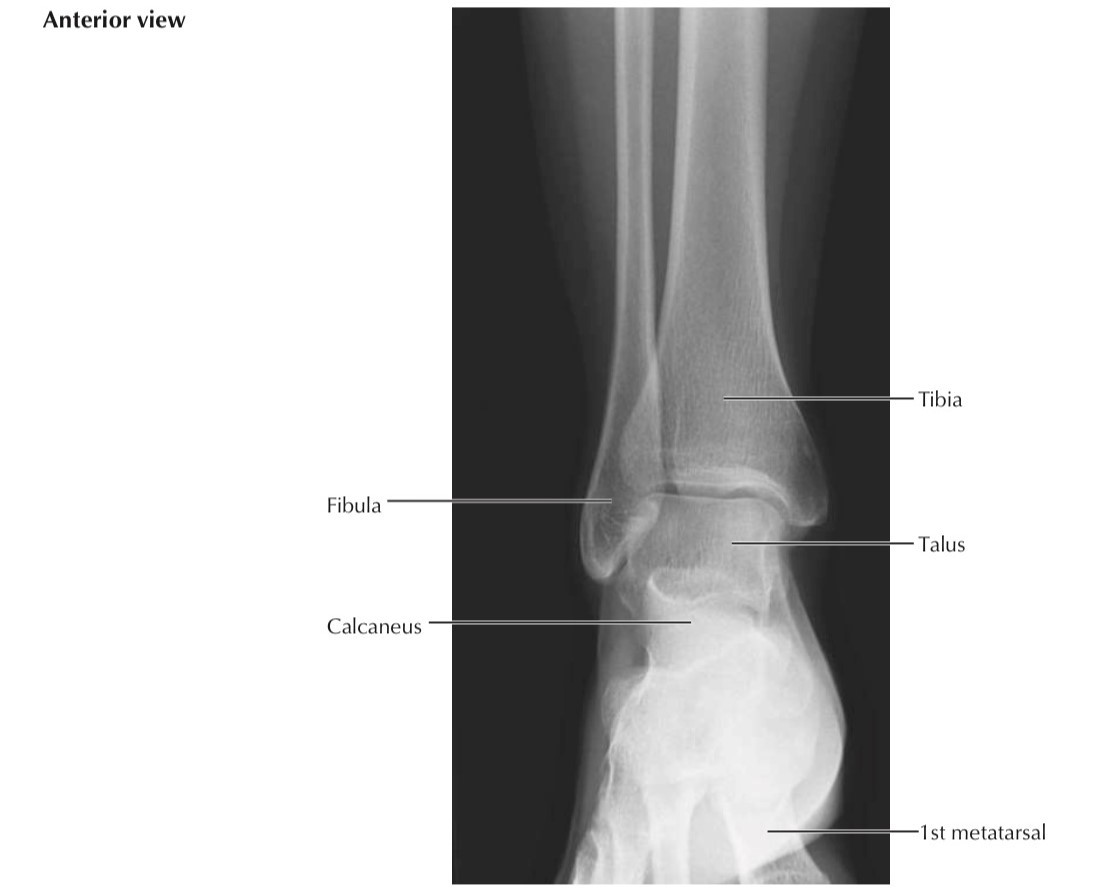 Anterior view
Tibia
Fibula
Talus
Calcaneus
1st metatarsal